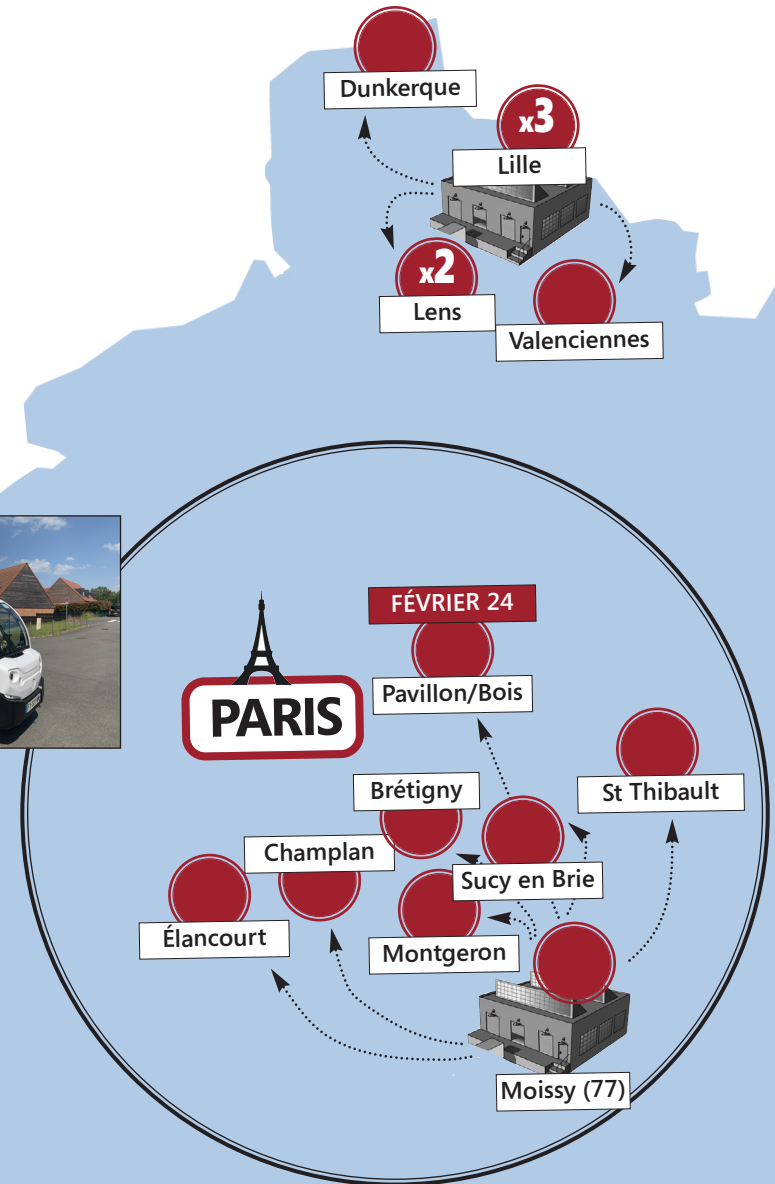 Dunkerque
x3
Lille
x2
Lens
Valenciennes
FÉVRIER 24
Pavillon/Bois
PARIS
St Thibault
Brétigny
Champlan
Sucy en Brie
Élancourt
Montgeron
Moissy (77)